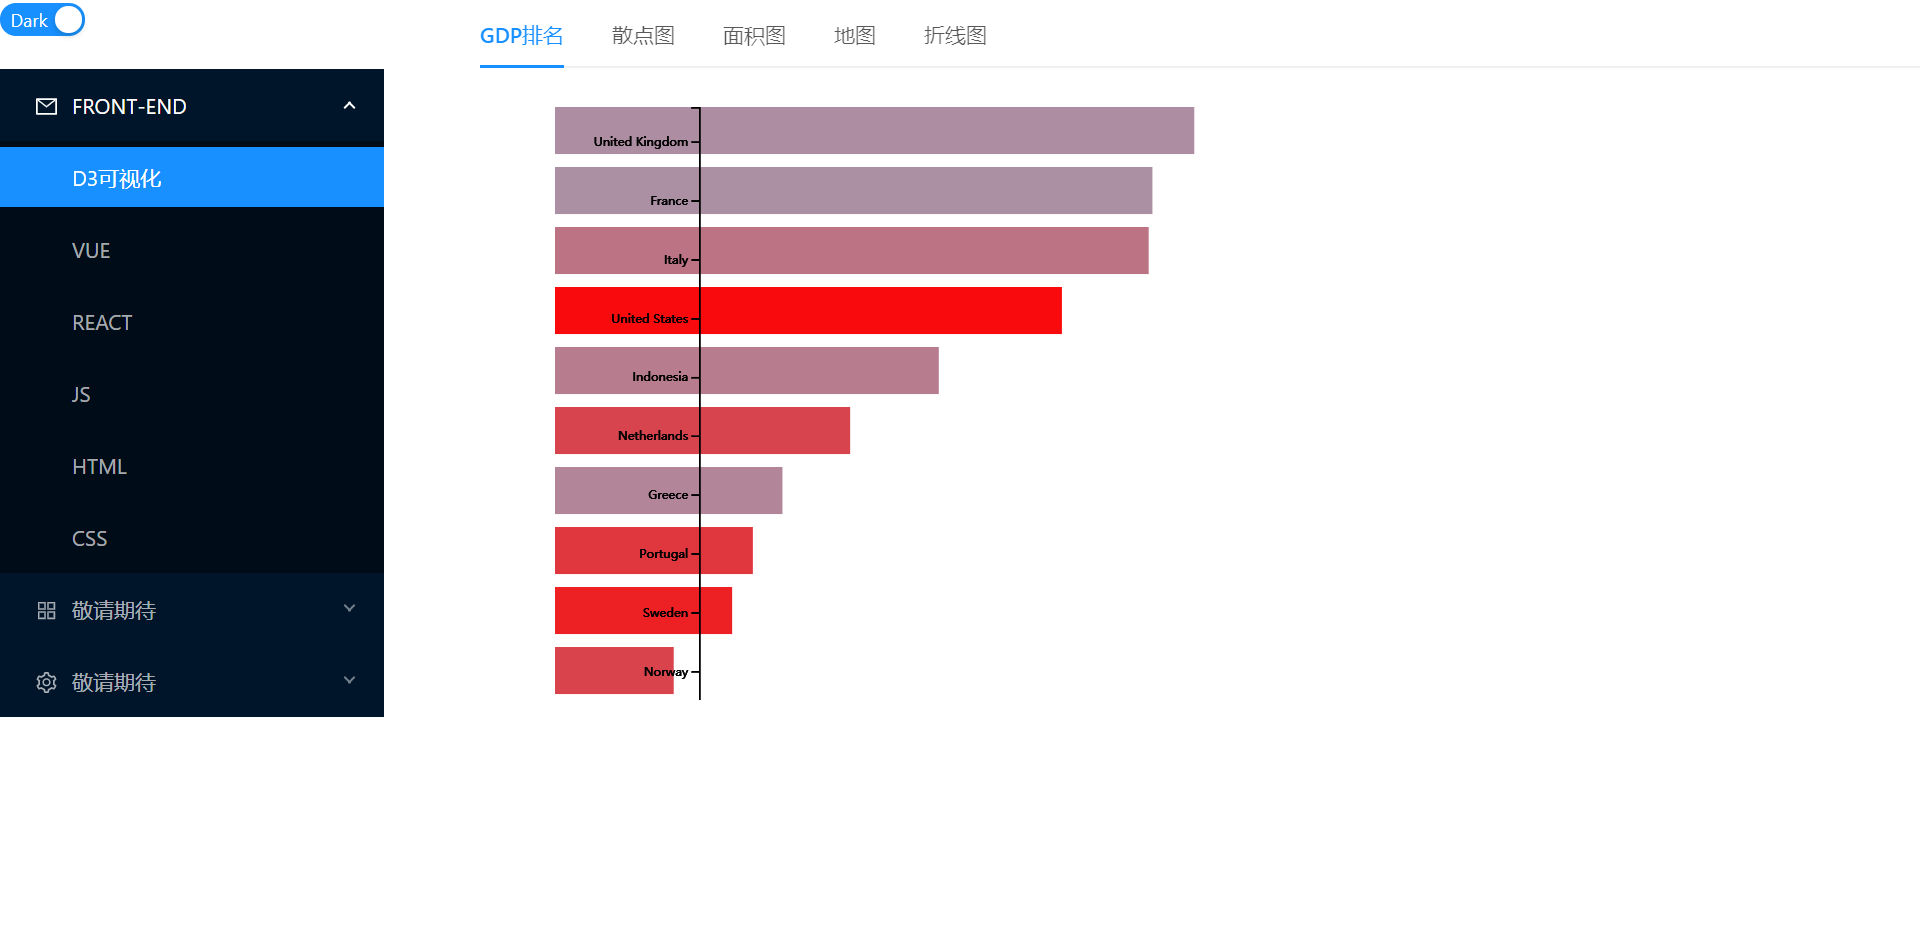 Dark
GDP排名 散点图 面积图 地图 折线图
FRONT-END
D3可视化
VUE
REACT
JS
HTML
CSS
敬请期待
敬请期待
United Kingdom
France
Italy
United States
Indonesia
Netherlands
Greece
Portugal
Sweden
Norway